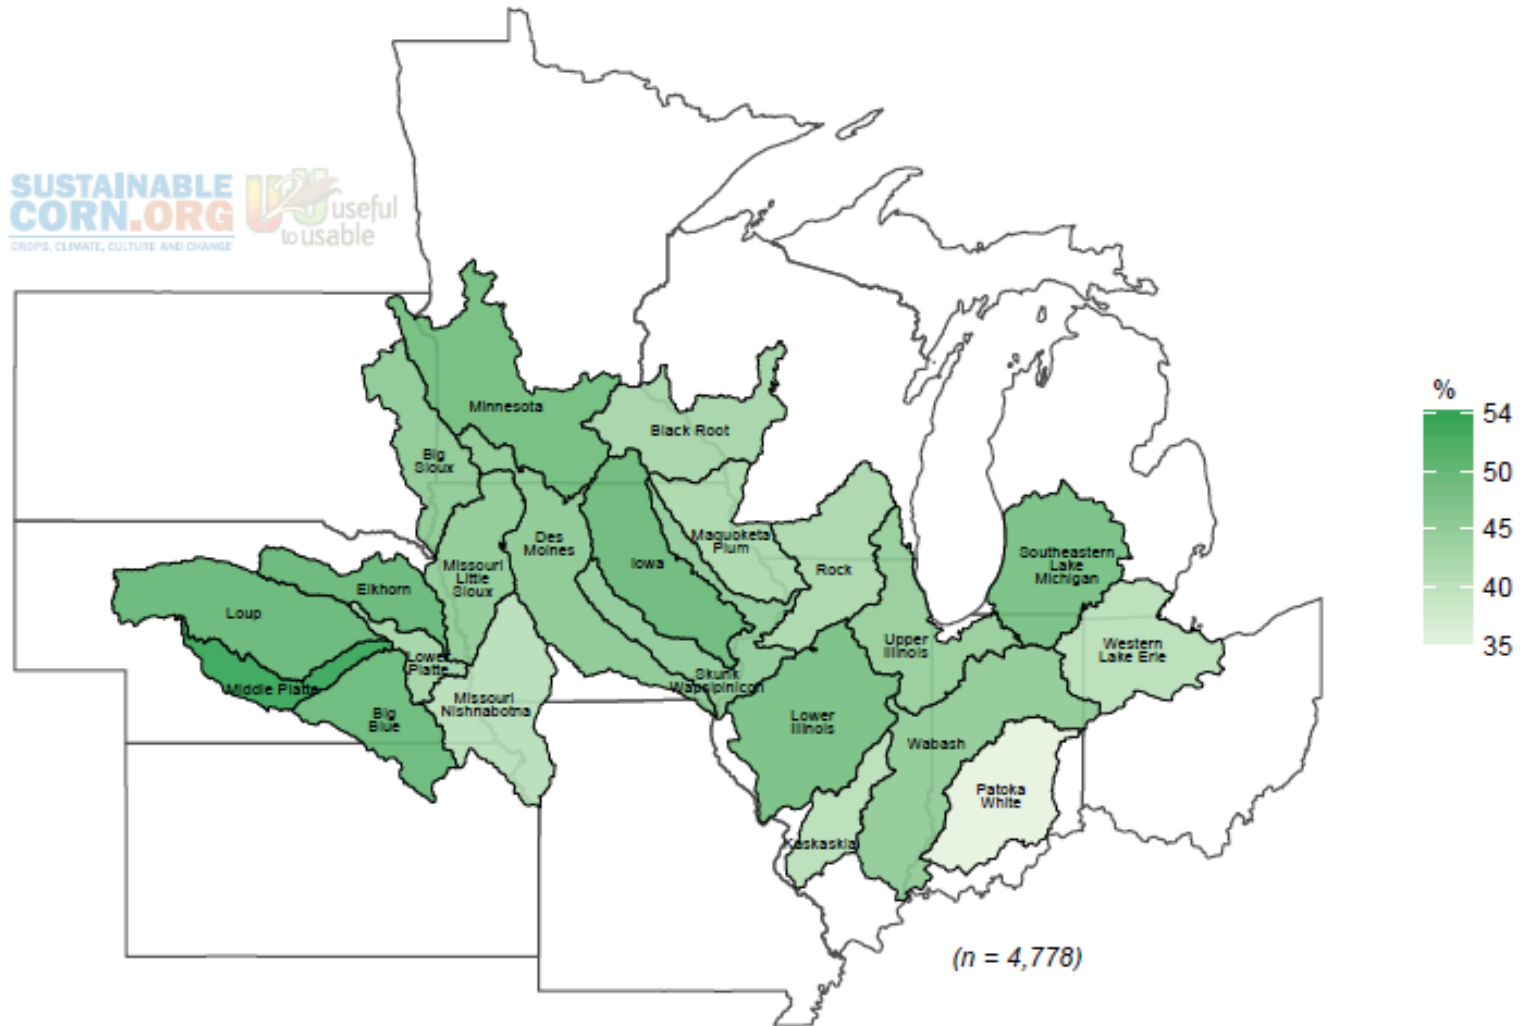 SUSTAINABLE
CORN.ORG
CROPS, CLIMATE, CULTURE AND CHANGE
U2U useful
to usable
Minnesota
Black Root
Big
Sioux
Des
Moines
Maquoketa
Plum
Iowa
Rock
Missouri
Little
Sioux
Elkhorn
Loup
Lower
Platte
Middle Platte
Big
Blue
Missouri
Nishnabotna
Skunk
Wapsipinicon
Upper
Illinois
Lower
Illinois
Southeastern
Lake
Michigan
Western
Lake Erie
Wabash
Patoka
White
Kaskaskia
%
54
50
45
40
35
(n = 4,778)